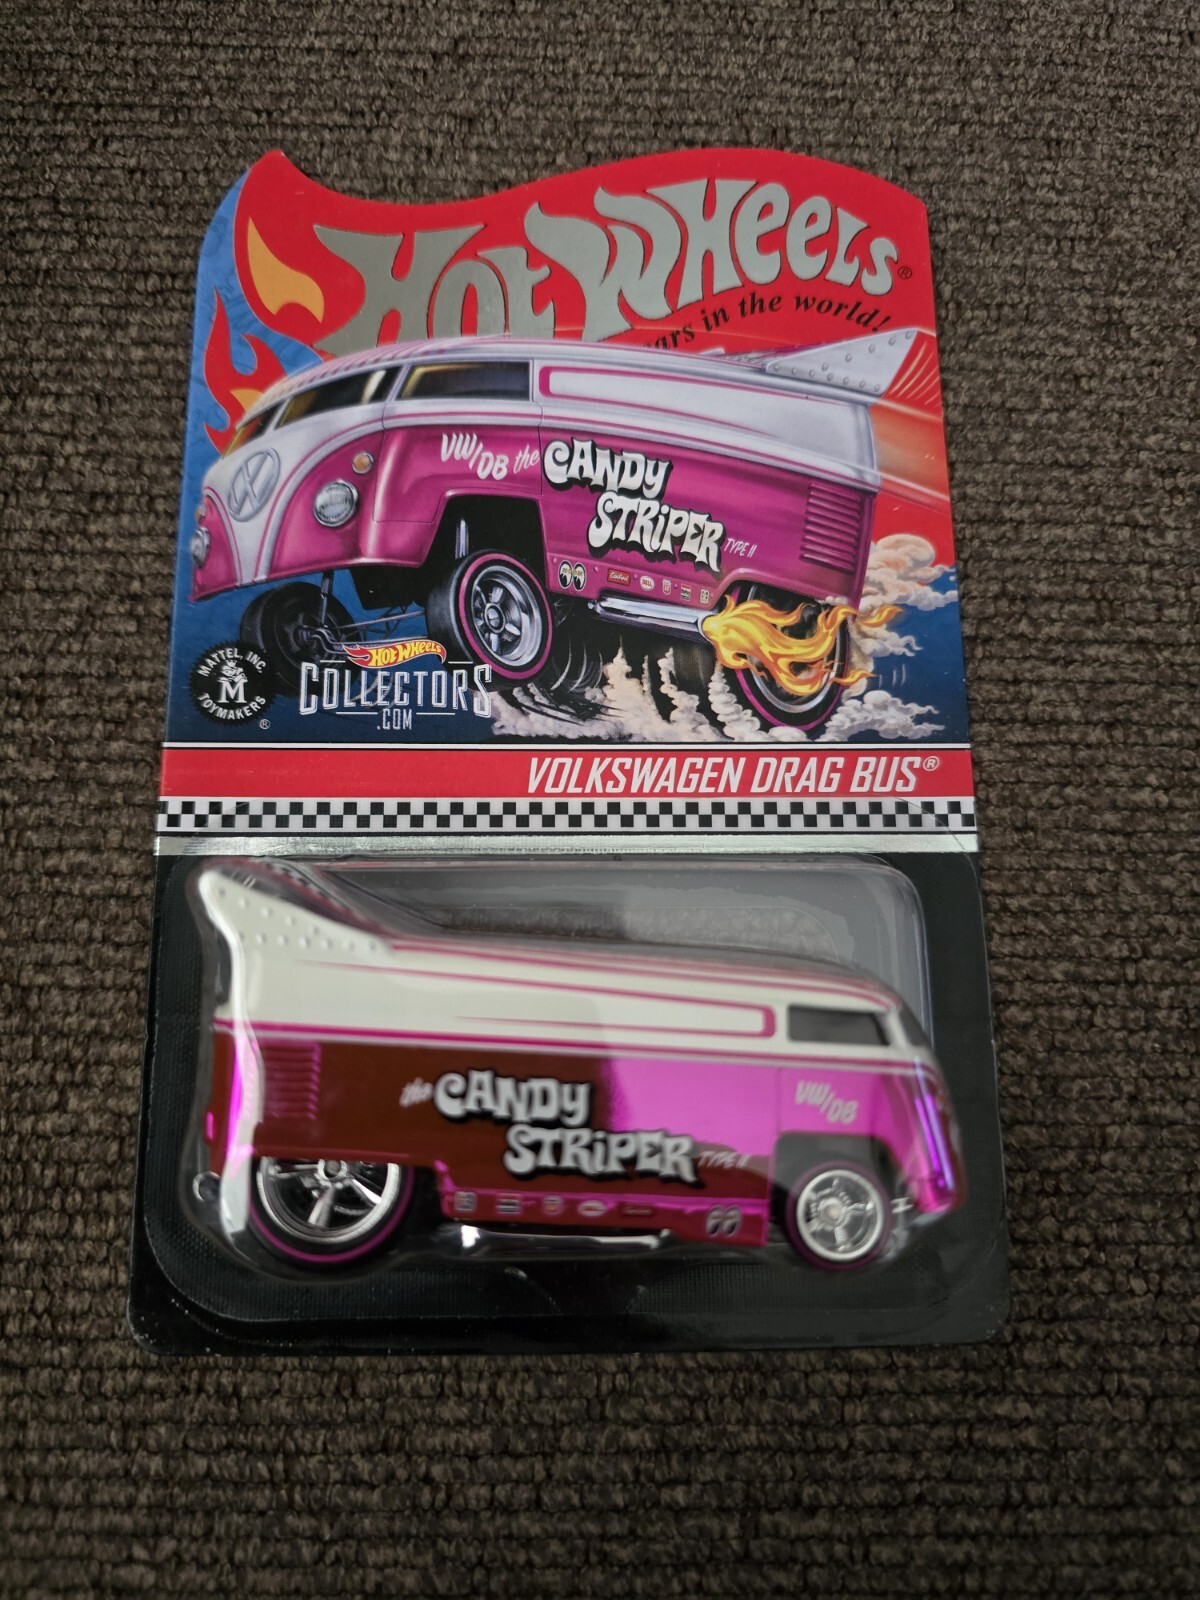 Hot Wheels®
ars in the world!
VW/DB the CANDY
STRiPER TYPE II
MATTEL, INC.
M
TOYMAKERS
®
HOT WHEELS
COLLECTORS
.COM
VOLKSWAGEN DRAG BUS®
the CANDY
STRiPER TYPE II
VW/DB